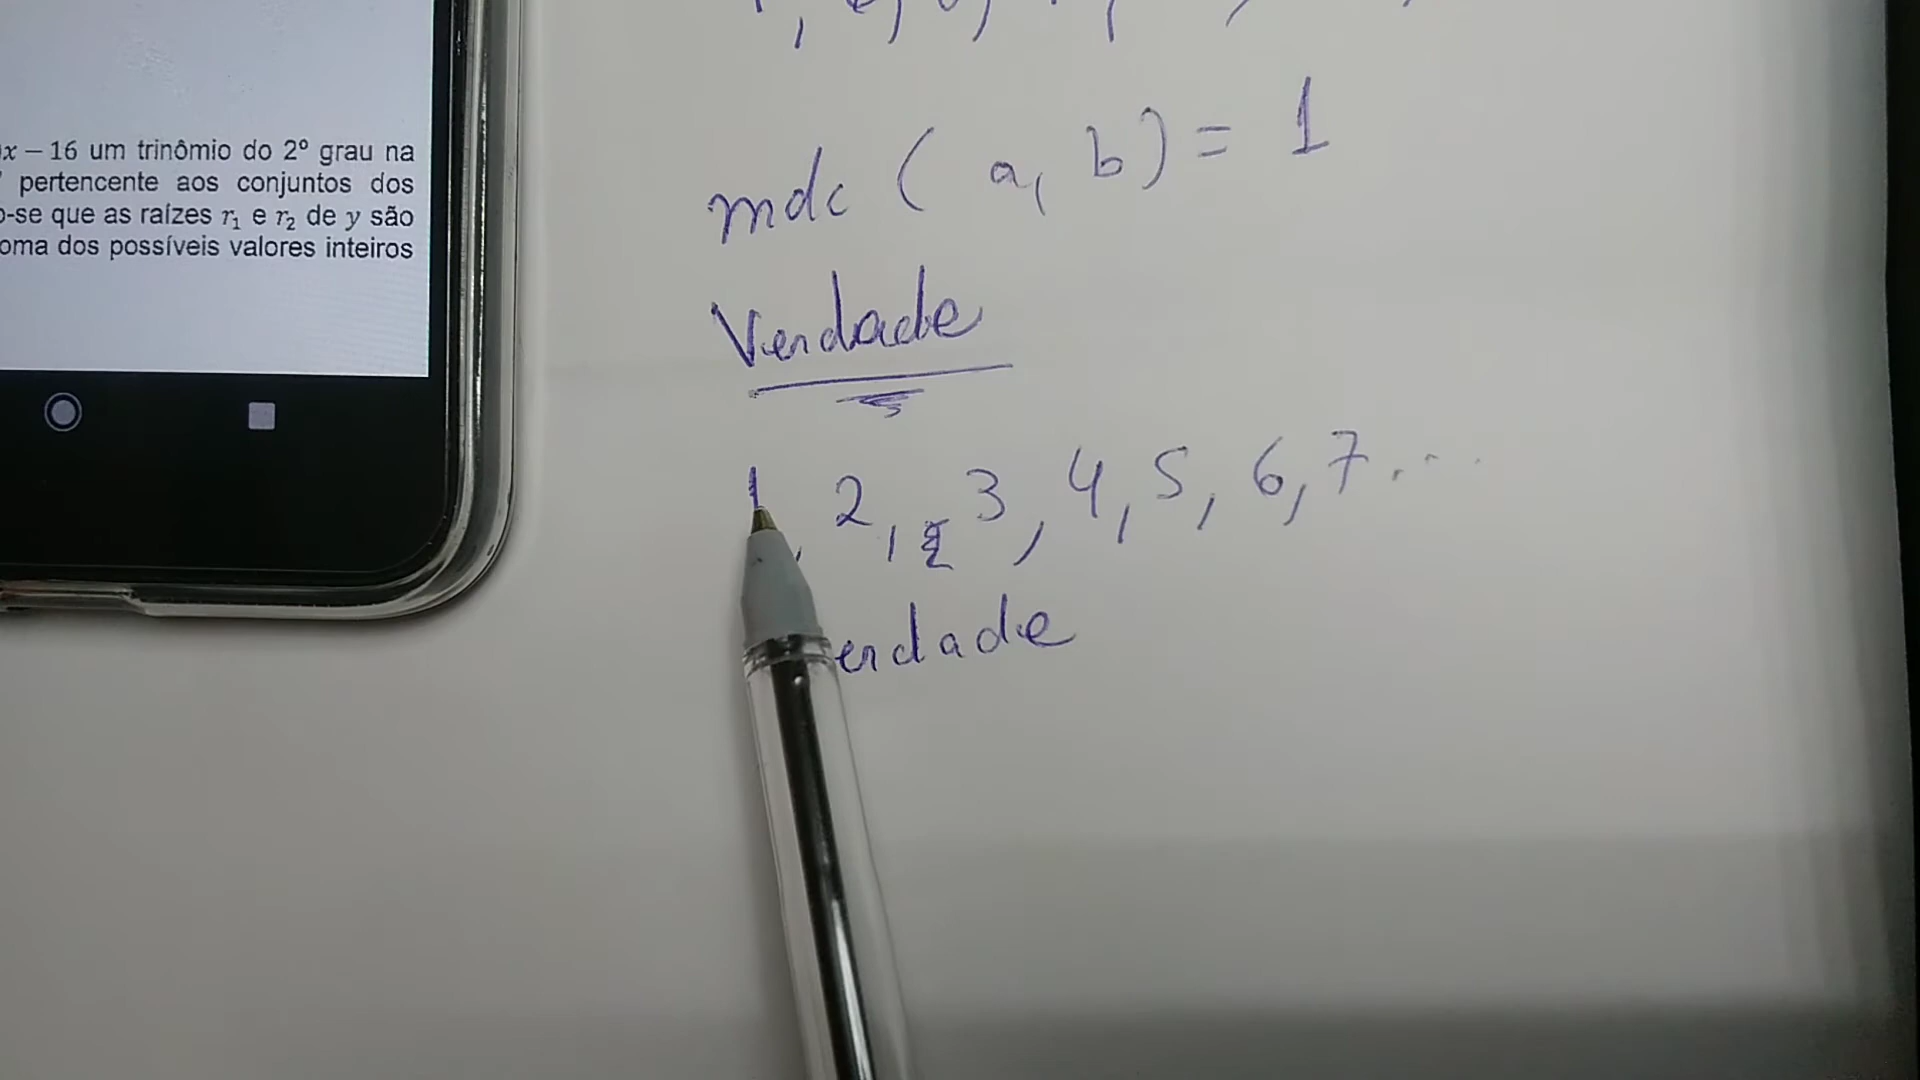 x – 16 um trinômio do 2º grau na
pertencente aos conjuntos dos
-se que as raízes r₁ e r₂ de y são
oma dos possíveis valores inteiros
mdc ( a, b ) = 1
Verdade
1, 2, 3, 4, 5, 6, 7...
erdade